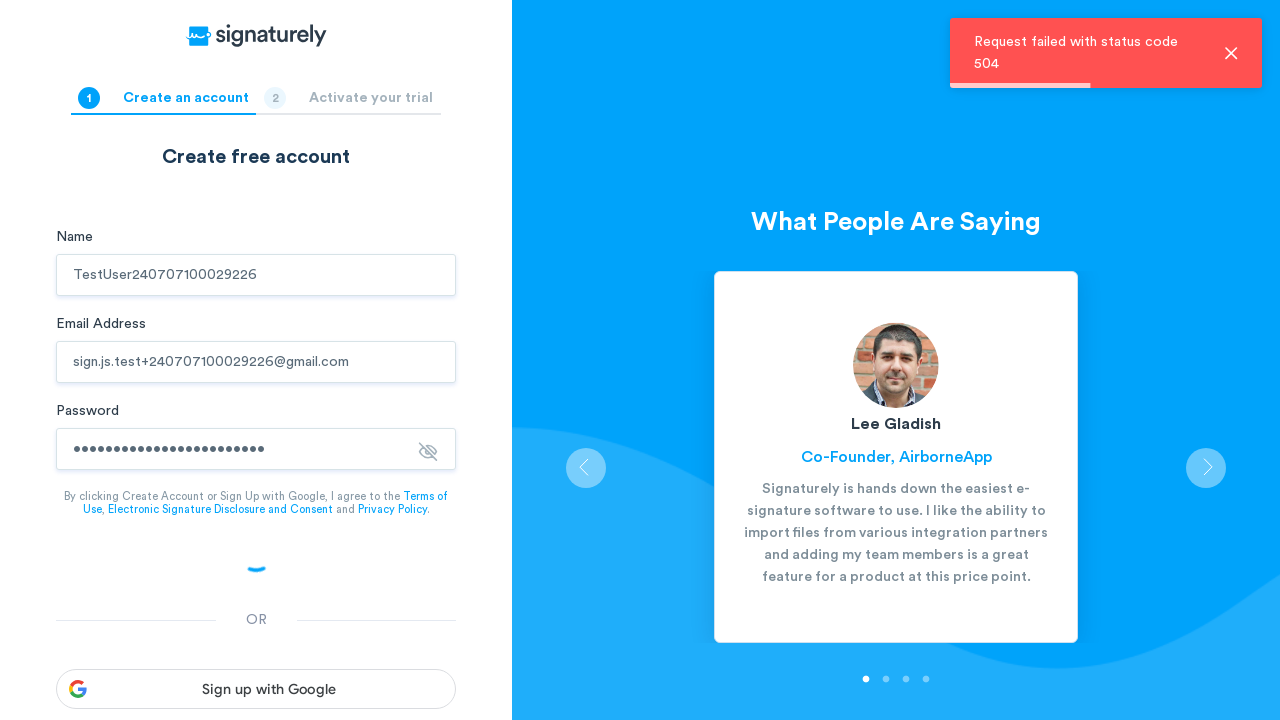 signaturely
1 Create an account 2 Activate your trial
Create free account
Name
TestUser240707100029226
Email Address
sign.js.test+240707100029226@gmail.com
Password
••••••••••••••••••••••••
By clicking Create Account or Sign Up with Google, I agree to the Terms of
Use, Electronic Signature Disclosure and Consent and Privacy Policy.
OR
Sign up with Google
Request failed with status code
504
What People Are Saying
Lee Gladish
Co-Founder, AirborneApp
Signaturely is hands down the easiest e-
signature software to use. I like the ability to
import files from various integration partners
and adding my team members is a great
feature for a product at this price point.